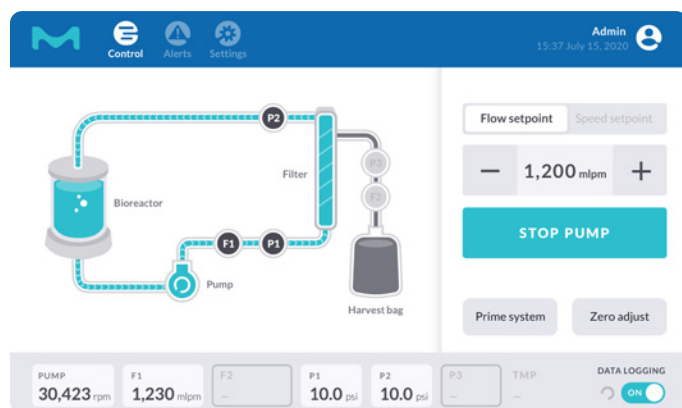 Control
Alerts
Settings
Admin
15:37 July 15, 2020
P2
Filter
P3
F2
Bioreactor
F1
P1
Pump
Harvest bag
Flow setpoint
Speed setpoint
− 1,200 mlpm +
STOP PUMP
Prime system
Zero adjust
PUMP
30,423 rpm
F1
1,230 mlpm
F2
–
P1
10.0 psi
P2
10.0 psi
P3
–
TMP
–
DATA LOGGING
ON